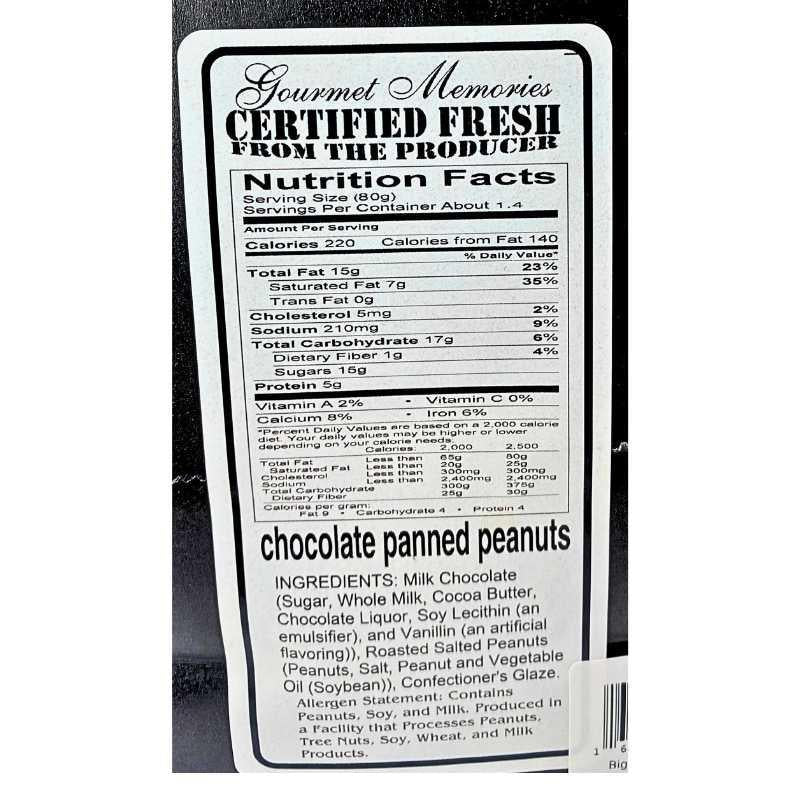 Gourmet Memories
CERTIFIED FRESH
FROM THE PRODUCER
Nutrition Facts
Serving Size (80g)
Servings Per Container About 1.4
Amount Per Serving
Calories 220 Calories from Fat 140
% Daily Value*
Total Fat 15g 23%
Saturated Fat 7g 35%
Trans Fat 0g
Cholesterol 5mg 2%
Sodium 210mg 9%
Total Carbohydrate 17g 6%
Dietary Fiber 1g 4%
Sugars 15g
Protein 5g
Vitamin A 2% • Vitamin C 0%
Calcium 8% • Iron 6%
*Percent Daily Values are based on a 2,000 calorie
diet. Your daily values may be higher or lower
depending on your calorie needs.
Calories: 2,000 2,500
Total Fat Less than 65g 80g
Saturated Fat Less than 20g 25g
Cholesterol Less than 300mg 300mg
Sodium Less than 2,400mg 2,400mg
Total Carbohydrate 300g 375g
Dietary Fiber 25g 30g
Calories per gram:
Fat 9 • Carbohydrate 4 • Protein 4
chocolate panned peanuts
INGREDIENTS: Milk Chocolate
(Sugar, Whole Milk, Cocoa Butter,
Chocolate Liquor, Soy Lecithin (an
emulsifier), and Vanillin (an artificial
flavoring)), Roasted Salted Peanuts
(Peanuts, Salt, Peanut and Vegetable
Oil (Soybean)), Confectioner's Glaze.
Allergen Statement: Contains
Peanuts, Soy, and Milk. Produced in
a Facility that Processes Peanuts,
Tree Nuts, Soy, Wheat, and Milk
Products.
1 6
Big